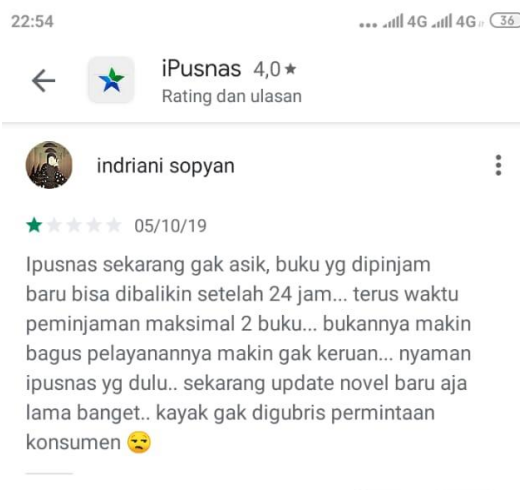 22:54
4G 4G 36
iPusnas 4,0★
Rating dan ulasan
indriani sopyan
05/10/19
Ipusnas sekarang gak asik, buku yg dipinjam
baru bisa dibalikin setelah 24 jam... terus waktu
peminjaman maksimal 2 buku... bukannya makin
bagus pelayanannya makin gak keruan... nyaman
ipusnas yg dulu.. sekarang update novel baru aja
lama banget.. kayak gak digubris permintaan
konsumen 😒